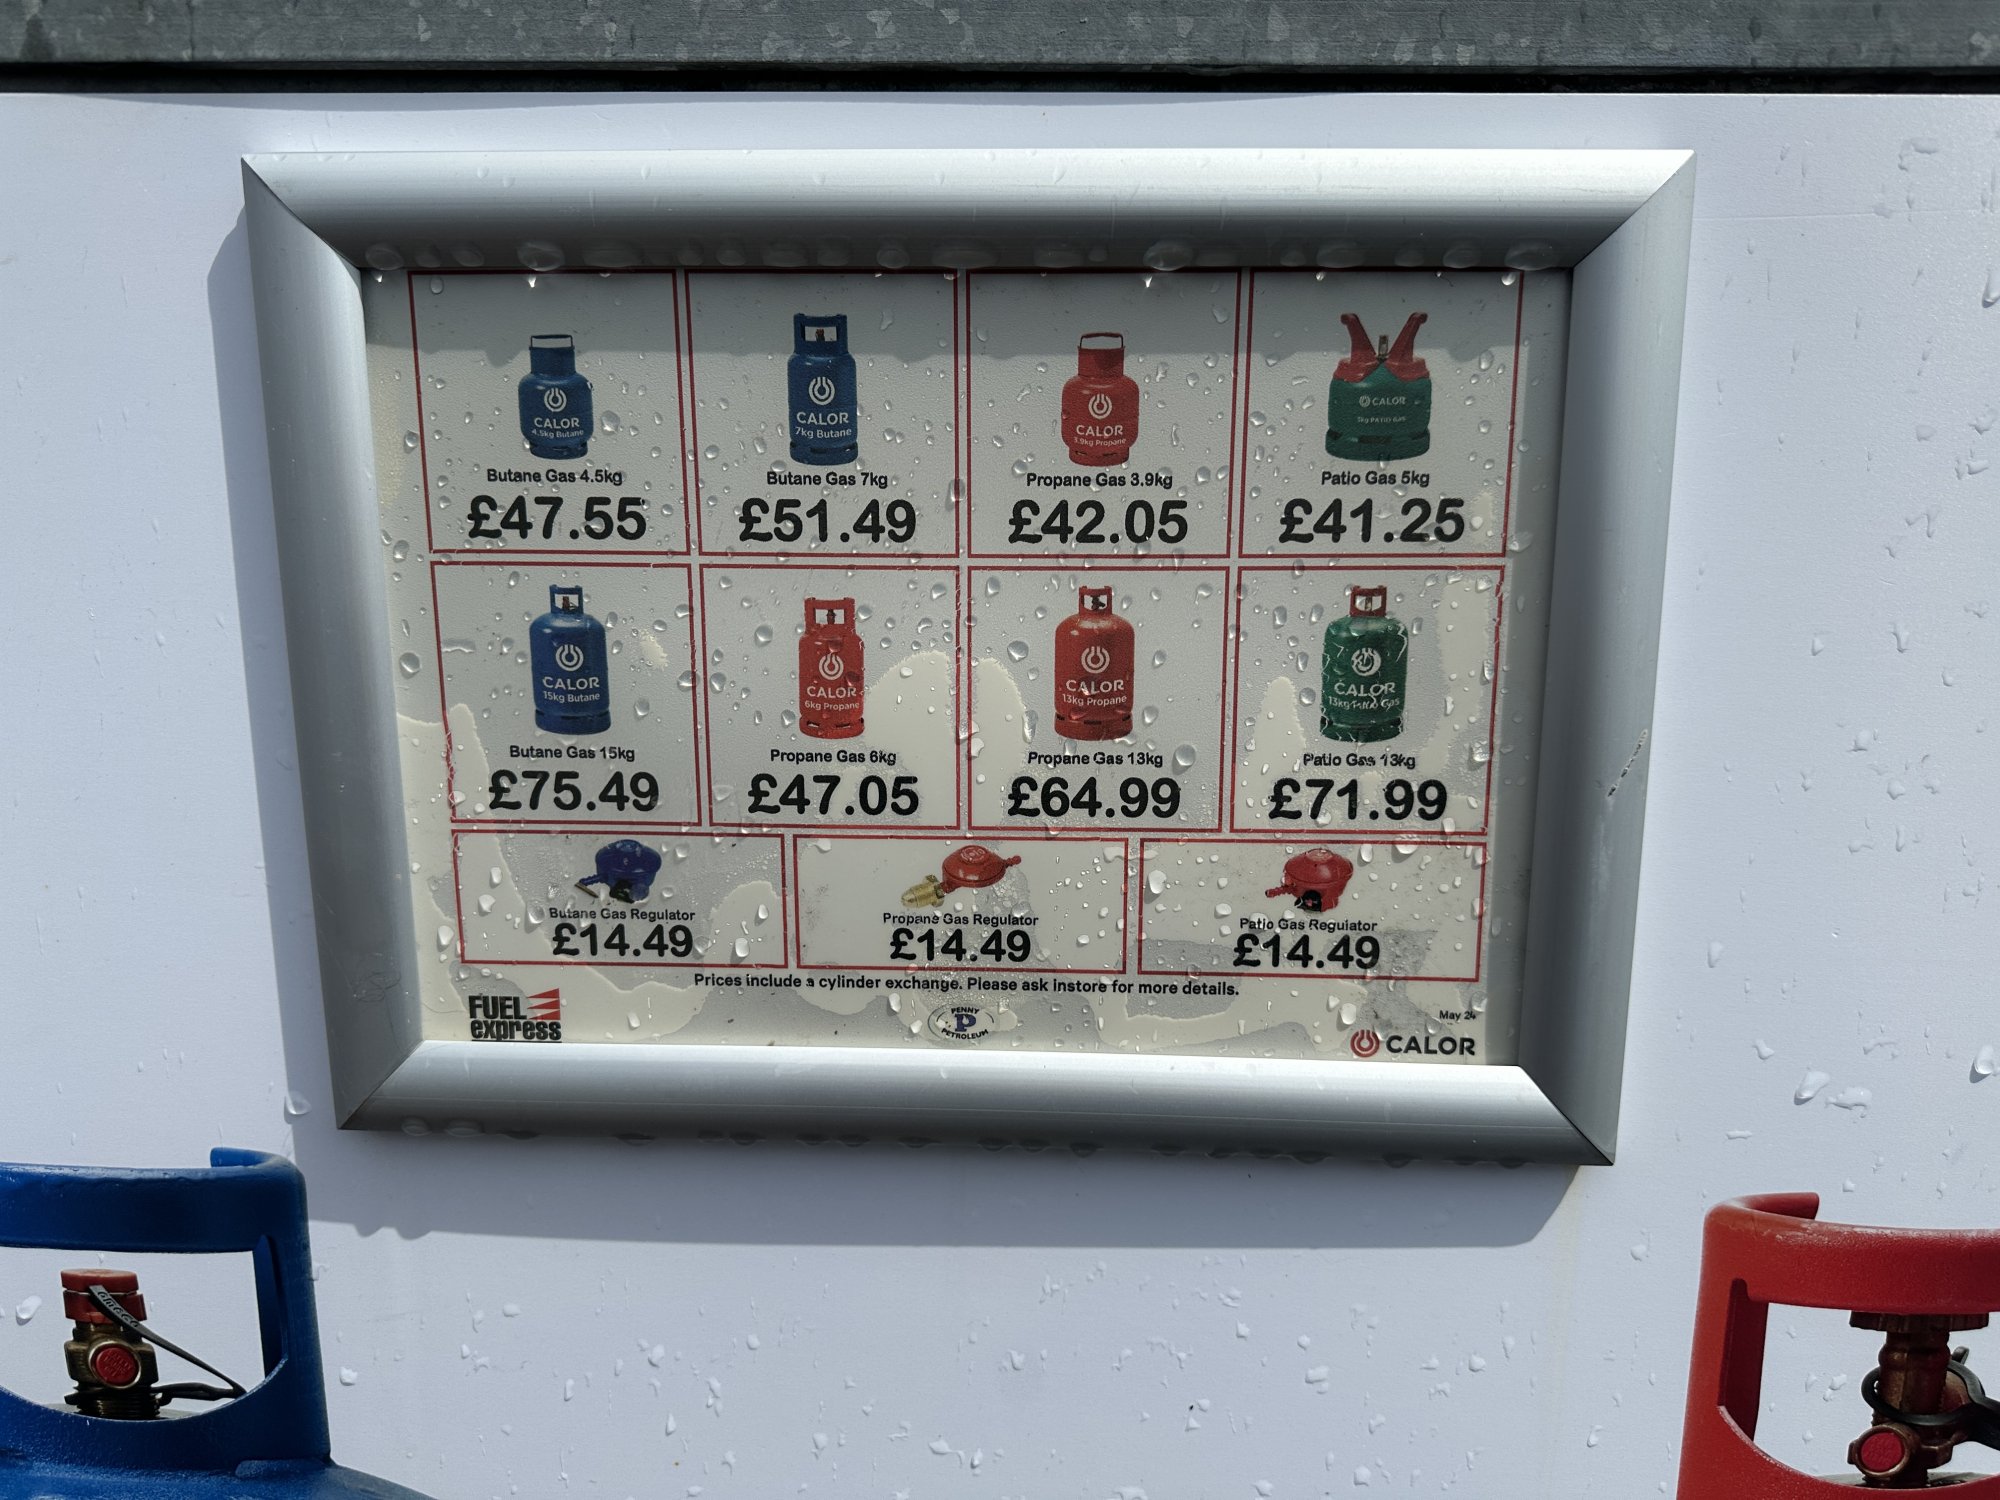 CALOR
4.5kg Butane
Butane Gas 4.5kg
£47.55
CALOR
7kg Butane
Butane Gas 7kg
£51.49
CALOR
3.9kg Propane
Propane Gas 3.9kg
£42.05
CALOR
5kg PATIO GAS
Patio Gas 5kg
£41.25
CALOR
15kg Butane
Butane Gas 15kg
£75.49
CALOR
6kg Propane
Propane Gas 6kg
£47.05
CALOR
13kg Propane
Propane Gas 13kg
£64.99
CALOR
13kg Patio Gas
Patio Gas 13kg
£71.99
Butane Gas Regulator
£14.49
Propane Gas Regulator
£14.49
Patio Gas Regulator
£14.49
Prices include a cylinder exchange. Please ask instore for more details.
FUEL
express
PENNY
P
PETROLEUM
May 24
CALOR